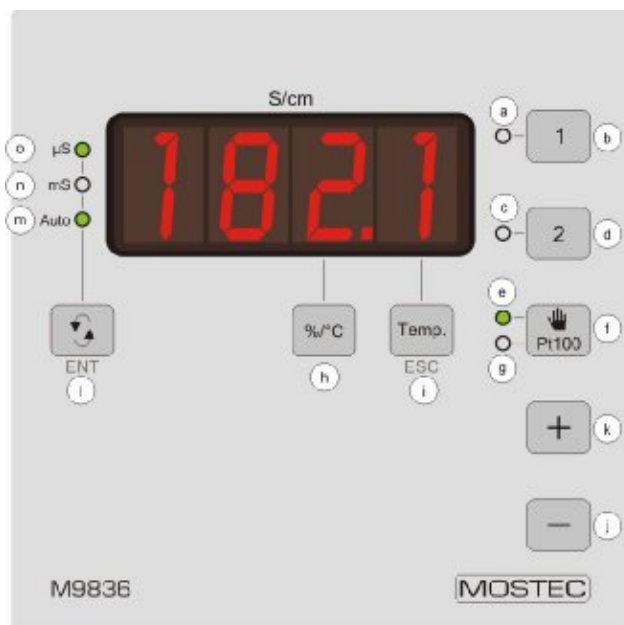 S/cm
a
182.1
1
b
o
µS
n
mS
m
Auto
c
2
d
e
%/°C
Temp.
Pt100
f
ENT
ESC
g
l
h
i
+
k
−
j
M9836
MOSTEC